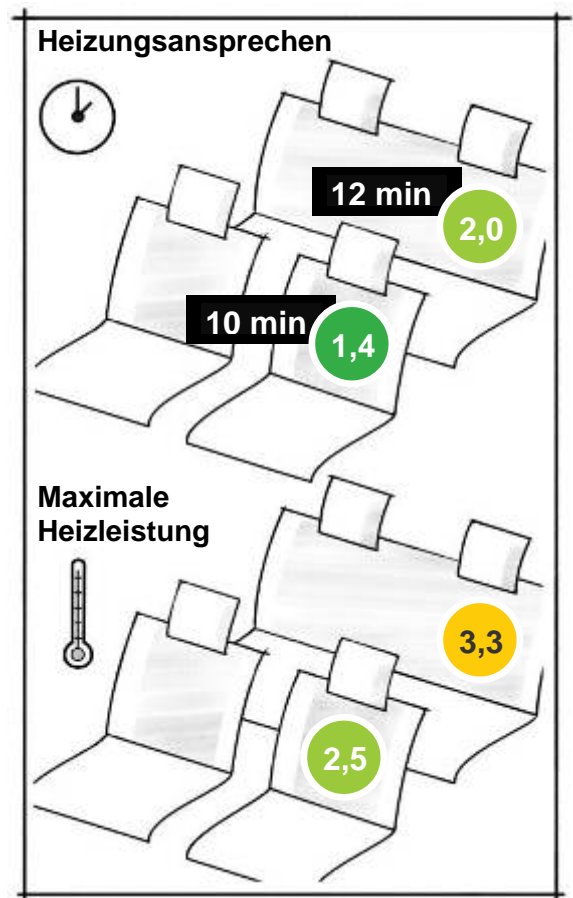 Heizungsansprechen
12 min
2,0
10 min
1,4
Maximale
Heizleistung
3,3
2,5